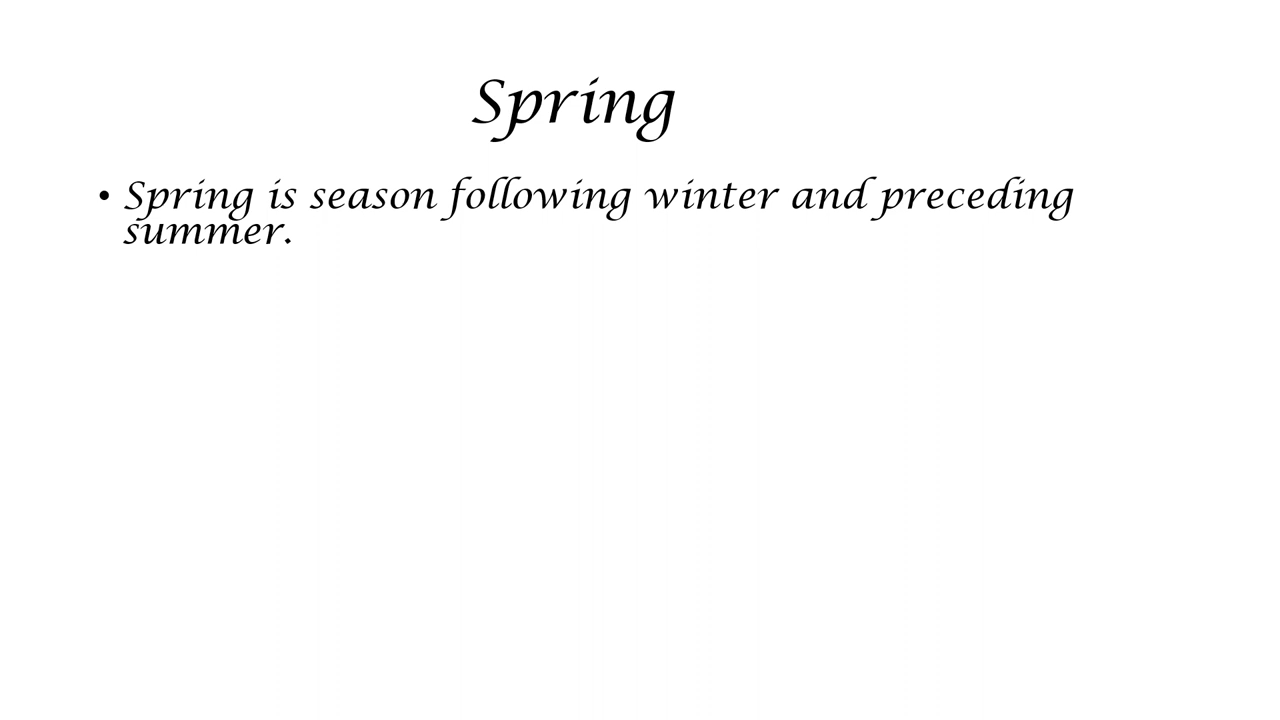 Spring
• Spring is season following winter and preceding
summer.